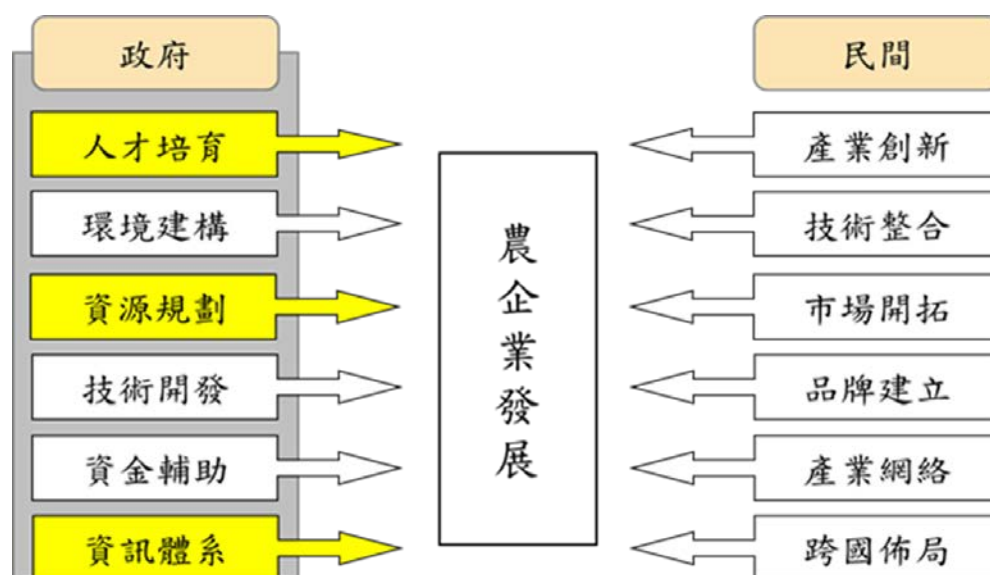 政府
人才培育
環境建構
資源規劃
技術開發
資金輔助
資訊體系
農企業發展
民間
產業創新
技術整合
市場開拓
品牌建立
產業網絡
跨國佈局